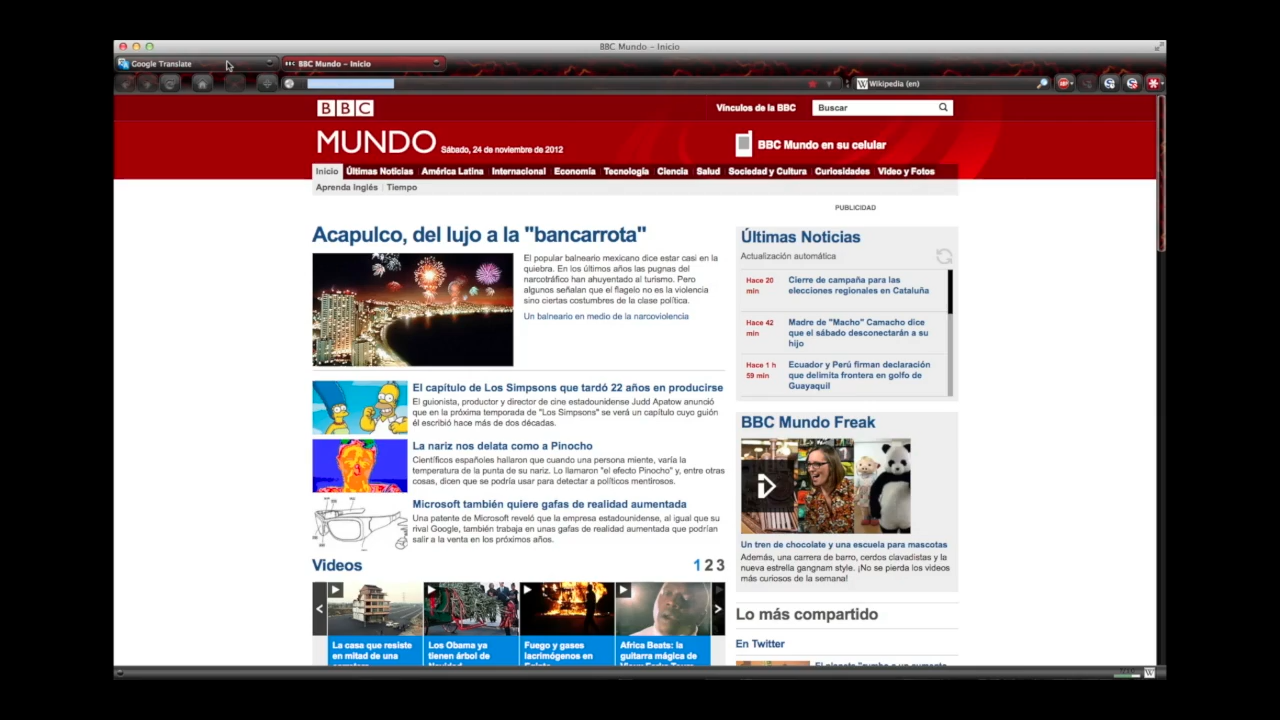 BBC Mundo – Inicio
Google Translate
BBC Mundo – Inicio
Wikipedia (en)
BBC
Vínculos de la BBC
Buscar
MUNDO
Sábado, 24 de noviembre de 2012
BBC Mundo en su celular
Inicio Últimas Noticias América Latina Internacional Economía Tecnología Ciencia Salud Sociedad y Cultura Curiosidades Video y Fotos
Aprenda Inglés Tiempo
PUBLICIDAD
Acapulco, del lujo a la "bancarrota"
El popular balneario mexicano dice estar casi en la
quiebra. En los últimos años las pugnas del
narcotráfico han ahuyentado al turismo. Pero
algunos señalan que el flagelo no es la violencia
sino ciertas costumbres de la clase política.
Un balneario en medio de la narcoviolencia
El capítulo de Los Simpsons que tardó 22 años en producirse
El guionista, productor y director de cine estadounidense Judd Apatow anunció
que en la próxima temporada de "Los Simpsons" se verá un capítulo cuyo guión
él escribió hace más de dos décadas.
La nariz nos delata como a Pinocho
Científicos españoles hallaron que cuando una persona miente, varía la
temperatura de la punta de su nariz. Lo llamaron "el efecto Pinocho" y, entre otras
cosas, dicen que se podría usar para detectar a políticos mentirosos.
Microsoft también quiere gafas de realidad aumentada
Una patente de Microsoft reveló que la empresa estadounidense, al igual que su
rival Google, también trabaja en unas gafas de realidad aumentada que podrían
salir a la venta en los próximos años.
Videos
1 2 3
La casa que resiste
en mitad de una
Los Obama ya
tienen árbol de
Navidad
Fuego y gases
lacrimógenos en
Africa Beats: la
guitarra mágica de
Últimas Noticias
Actualización automática
Hace 20
min
Cierre de campaña para las
elecciones regionales en Cataluña
Hace 42
min
Madre de "Macho" Camacho dice
que el sábado desconectarán a su
hijo
Hace 1 h
59 min
Ecuador y Perú firman declaración
que delimita frontera en golfo de
Guayaquil
BBC Mundo Freak
Un tren de chocolate y una escuela para mascotas
Además, una carrera de barro, cerdos clavadistas y la
nueva estrella gangnam style. ¡No se pierda los videos
más curiosos de la semana!
Lo más compartido
En Twitter